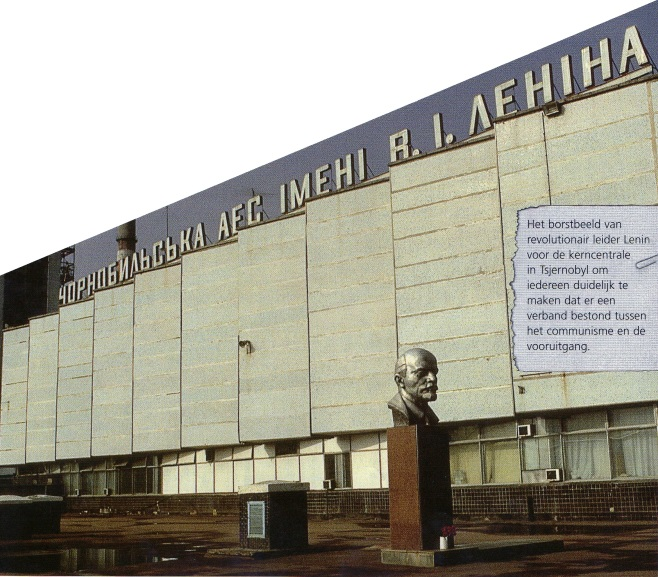 ЧОРНОБИЛЬСЬКА АЕС ІМЕНІ В. І. ЛЕНІНА
Het borstbeeld van
revolutionair leider Lenin
voor de kerncentrale
in Tsjernobyl om
iedereen duidelijk te
maken dat er een
verband bestond tussen
het communisme en de
vooruitgang.